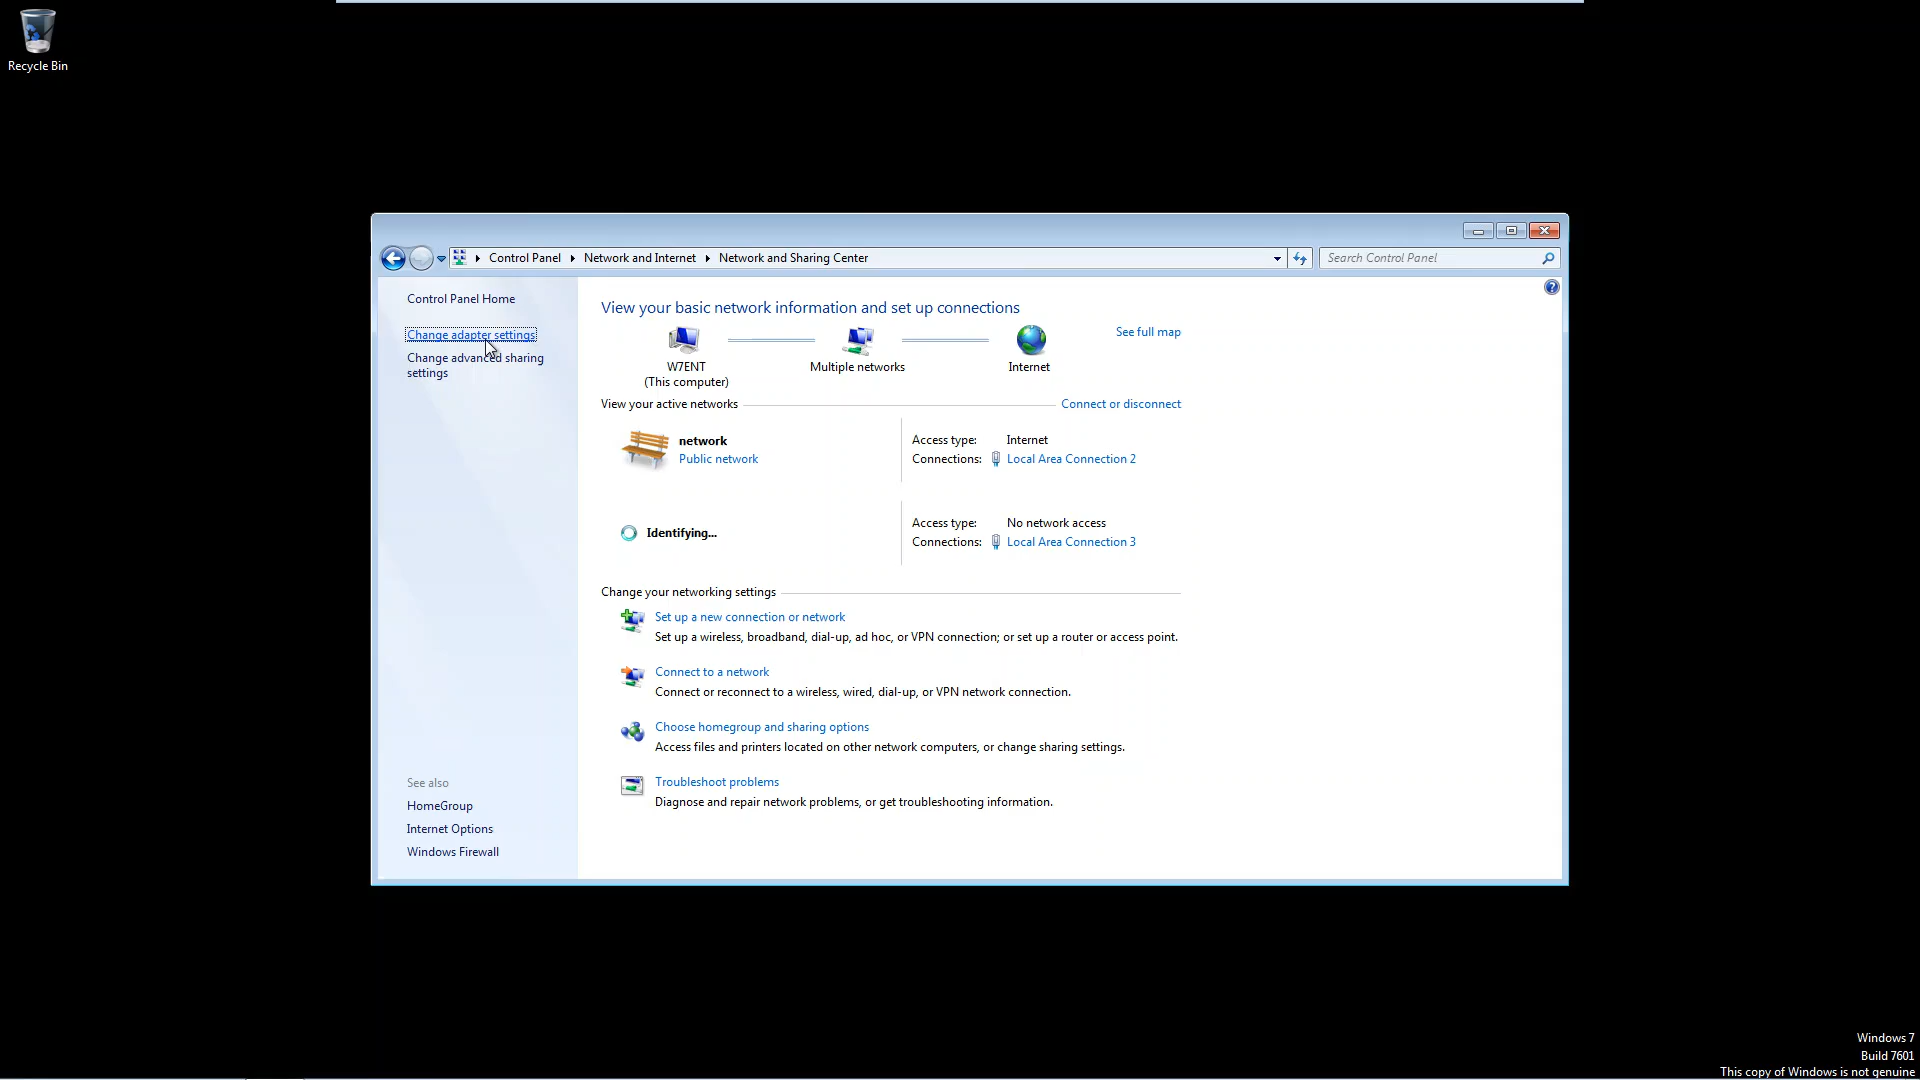 Recycle Bin
Control Panel
Network and Internet
Network and Sharing Center
Search Control Panel
Control Panel Home
Change adapter settings
Change advanced sharing
settings
View your basic network information and set up connections
See full map
W7ENT
(This computer)
Multiple networks
Internet
View your active networks
Connect or disconnect
network
Public network
Access type: Internet
Connections: Local Area Connection 2
Identifying...
Access type: No network access
Connections: Local Area Connection 3
Change your networking settings
Set up a new connection or network
Set up a wireless, broadband, dial-up, ad hoc, or VPN connection; or set up a router or access point.
Connect to a network
Connect or reconnect to a wireless, wired, dial-up, or VPN network connection.
Choose homegroup and sharing options
Access files and printers located on other network computers, or change sharing settings.
Troubleshoot problems
Diagnose and repair network problems, or get troubleshooting information.
See also
HomeGroup
Internet Options
Windows Firewall
Windows 7
Build 7601
This copy of Windows is not genuine